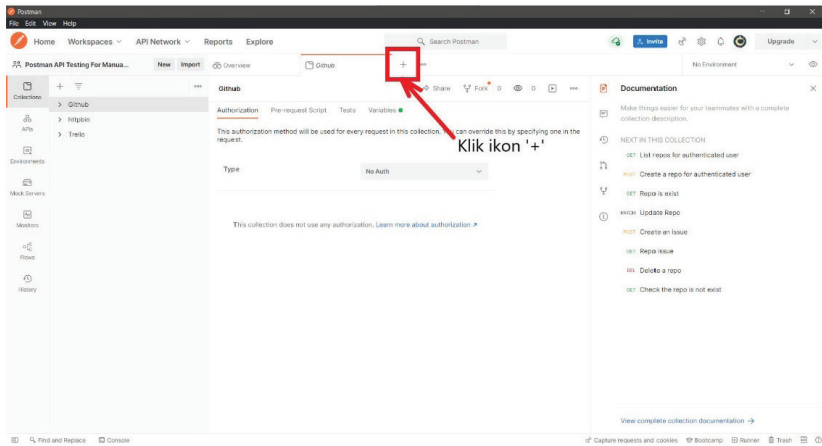 Postman
File Edit View Help
Home Workspaces API Network Reports Explore
Search Postman
Invite
Upgrade
Postman API Testing For Manua...
New Import
Overview
Github
No Environment
Collections
APIs
Environments
Mock Servers
Monitors
Flows
History
Github
httpbin
Trello
Github
Share Fork 0 0
Authorization Pre-request Script Tests Variables
This authorization method will be used for every request in this collection. You can override this by specifying one in the
request.
Klik ikon '+'
Type
No Auth
This collection does not use any authorization. Learn more about authorization
Documentation
Make things easier for your teammates with a complete
collection description.
NEXT IN THIS COLLECTION
GET List repos for authenticated user
POST Create a repo for authenticated user
GET Repo is exist
PATCH Update Repo
POST Create an issue
GET Repo issue
DEL Delete a repo
GET Check the repo is not exist
View complete collection documentation
Find and Replace Console
Capture requests and cookies Bootcamp Runner Trash